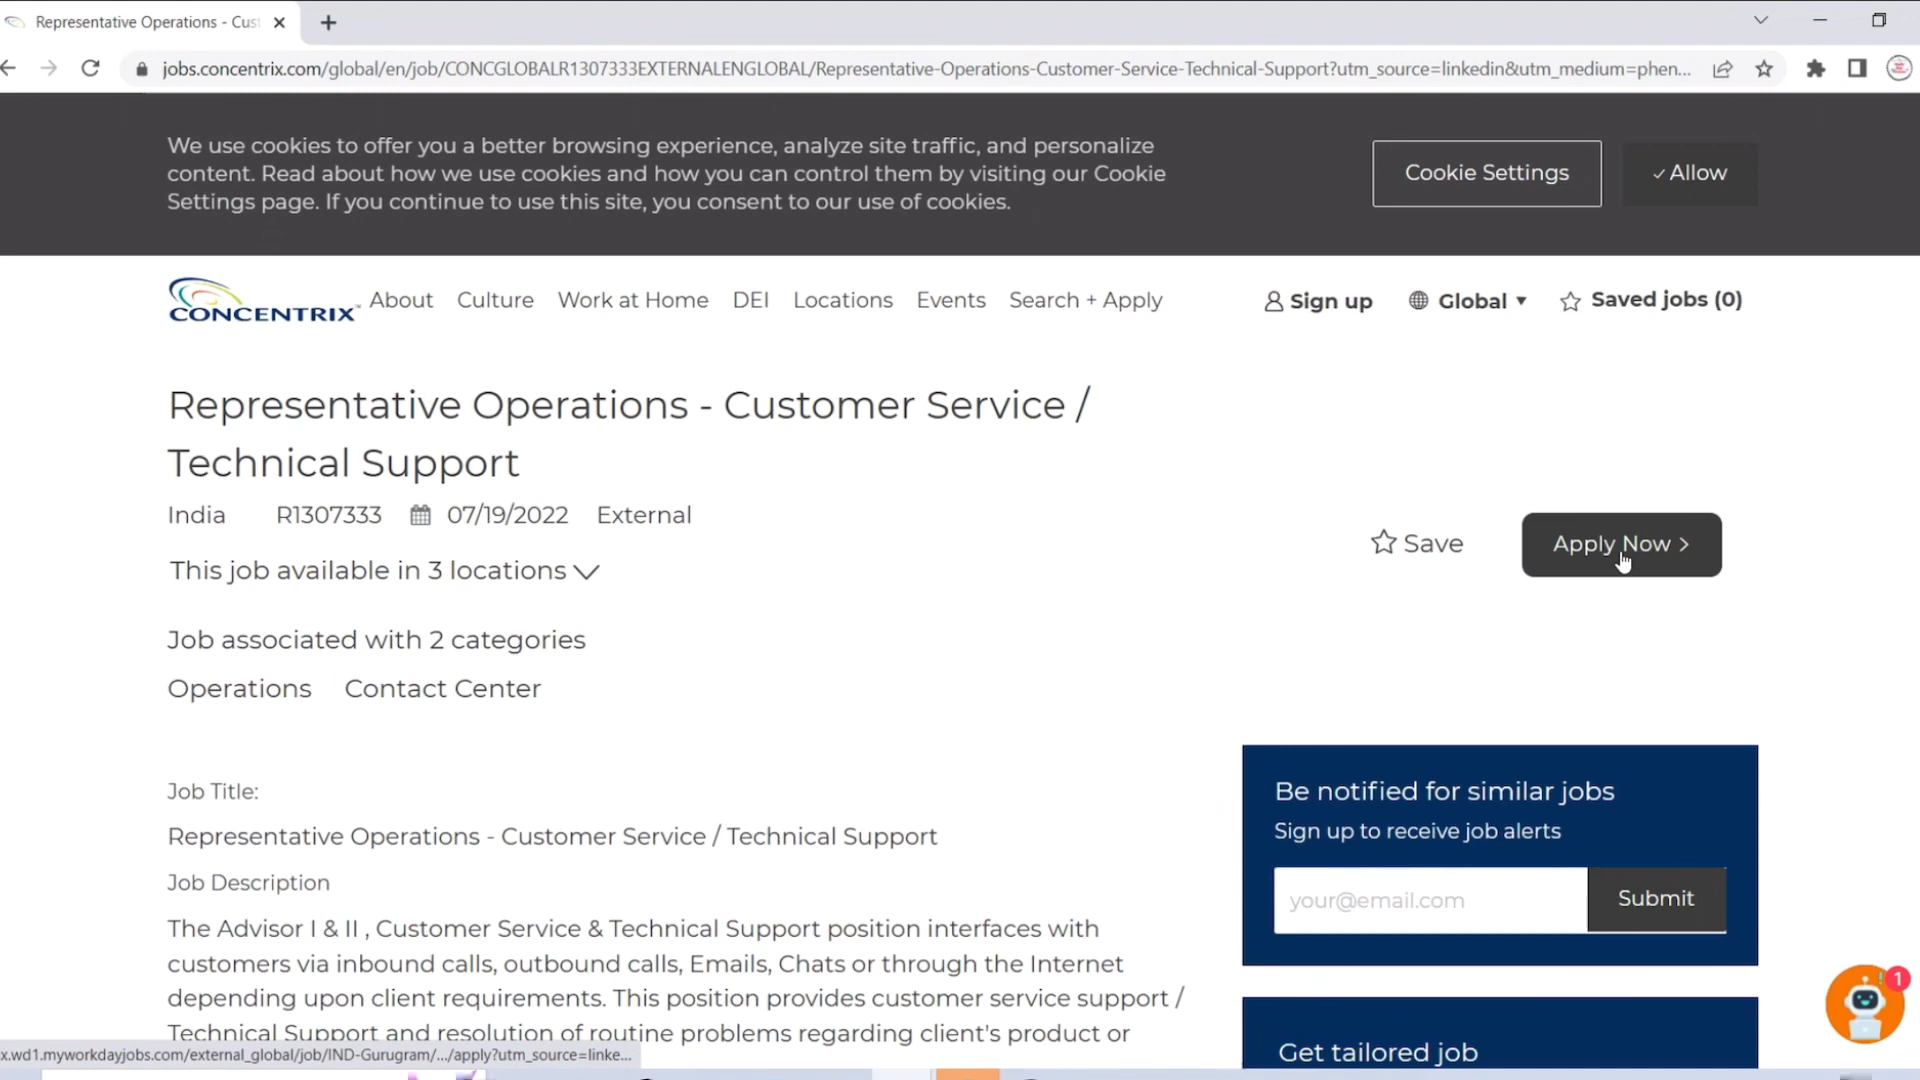 Representative Operations - Cust
jobs.concentrix.com/global/en/job/CONCGLOBALR1307333EXTERNALENGLOBAL/Representative-Operations-Customer-Service-Technical-Support?utm_source=linkedin&utm_medium=phen...
We use cookies to offer you a better browsing experience, analyze site traffic, and personalize
content. Read about how we use cookies and how you can control them by visiting our Cookie
Settings page. If you continue to use this site, you consent to our use of cookies.
Cookie Settings
✓ Allow
CONCENTRIX
About Culture Work at Home DEI Locations Events Search + Apply
Sign up Global Saved jobs (0)
Representative Operations - Customer Service /
Technical Support
India R1307333 07/19/2022 External
Save
Apply Now >
This job available in 3 locations
Job associated with 2 categories
Operations Contact Center
Job Title:
Representative Operations - Customer Service / Technical Support
Job Description
The Advisor I & II , Customer Service & Technical Support position interfaces with
customers via inbound calls, outbound calls, Emails, Chats or through the Internet
depending upon client requirements. This position provides customer service support /
Technical Support and resolution of routine problems regarding client's product or
Be notified for similar jobs
Sign up to receive job alerts
your@email.com
Submit
Get tailored job
1
x.wd1.myworkdayjobs.com/external_global/job/IND-Gurugram/.../apply?utm_source=linke...